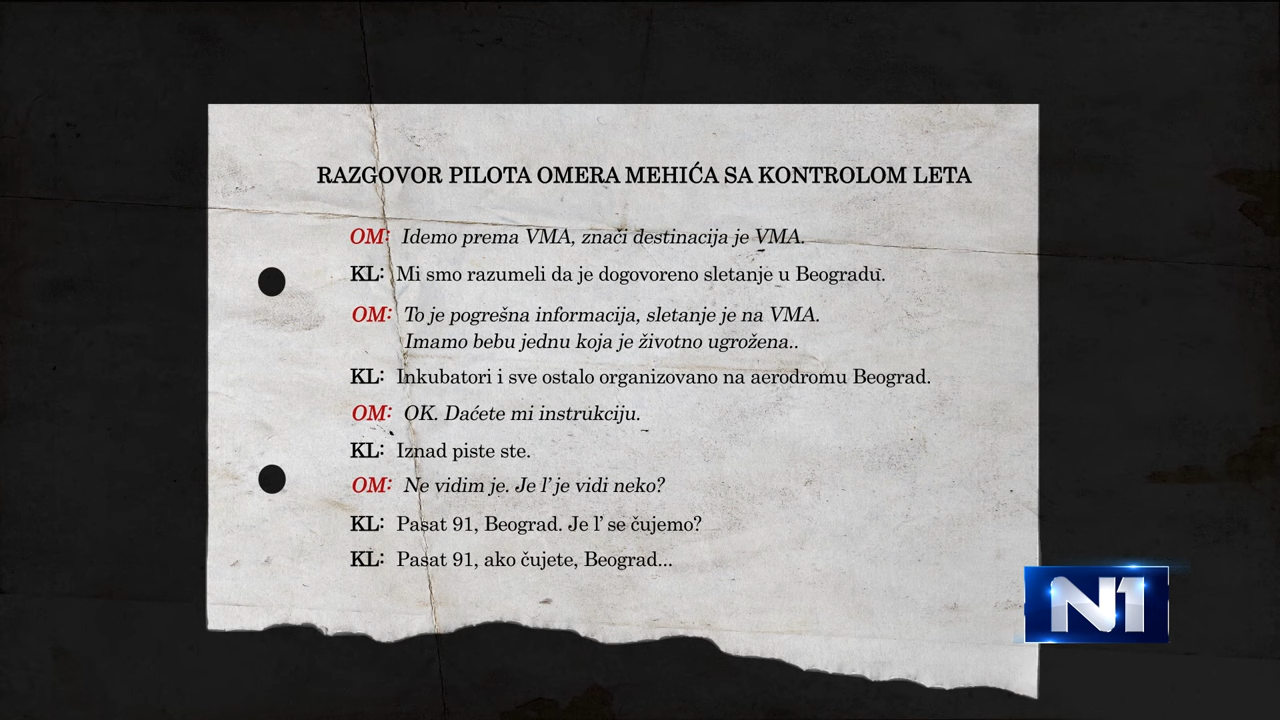 RAZGOVOR PILOTA OMERA MEHIĆA SA KONTROLOM LETA
OM: Idemo prema VMA, znači destinacija je VMA.
KL: Mi smo razumeli da je dogovoreno sletanje u Beogradu.
OM: To je pogrešna informacija, sletanje je na VMA.
Imamo bebu jednu koja je životno ugrožena..
KL: Inkubatori i sve ostalo organizovano na aerodromu Beograd.
OM: OK. Daćete mi instrukciju.
KL: Iznad piste ste.
OM: Ne vidim je. Je l' je vidi neko?
KL: Pasat 91, Beograd. Je l' se čujemo?
KL: Pasat 91, ako čujete, Beograd...
N1